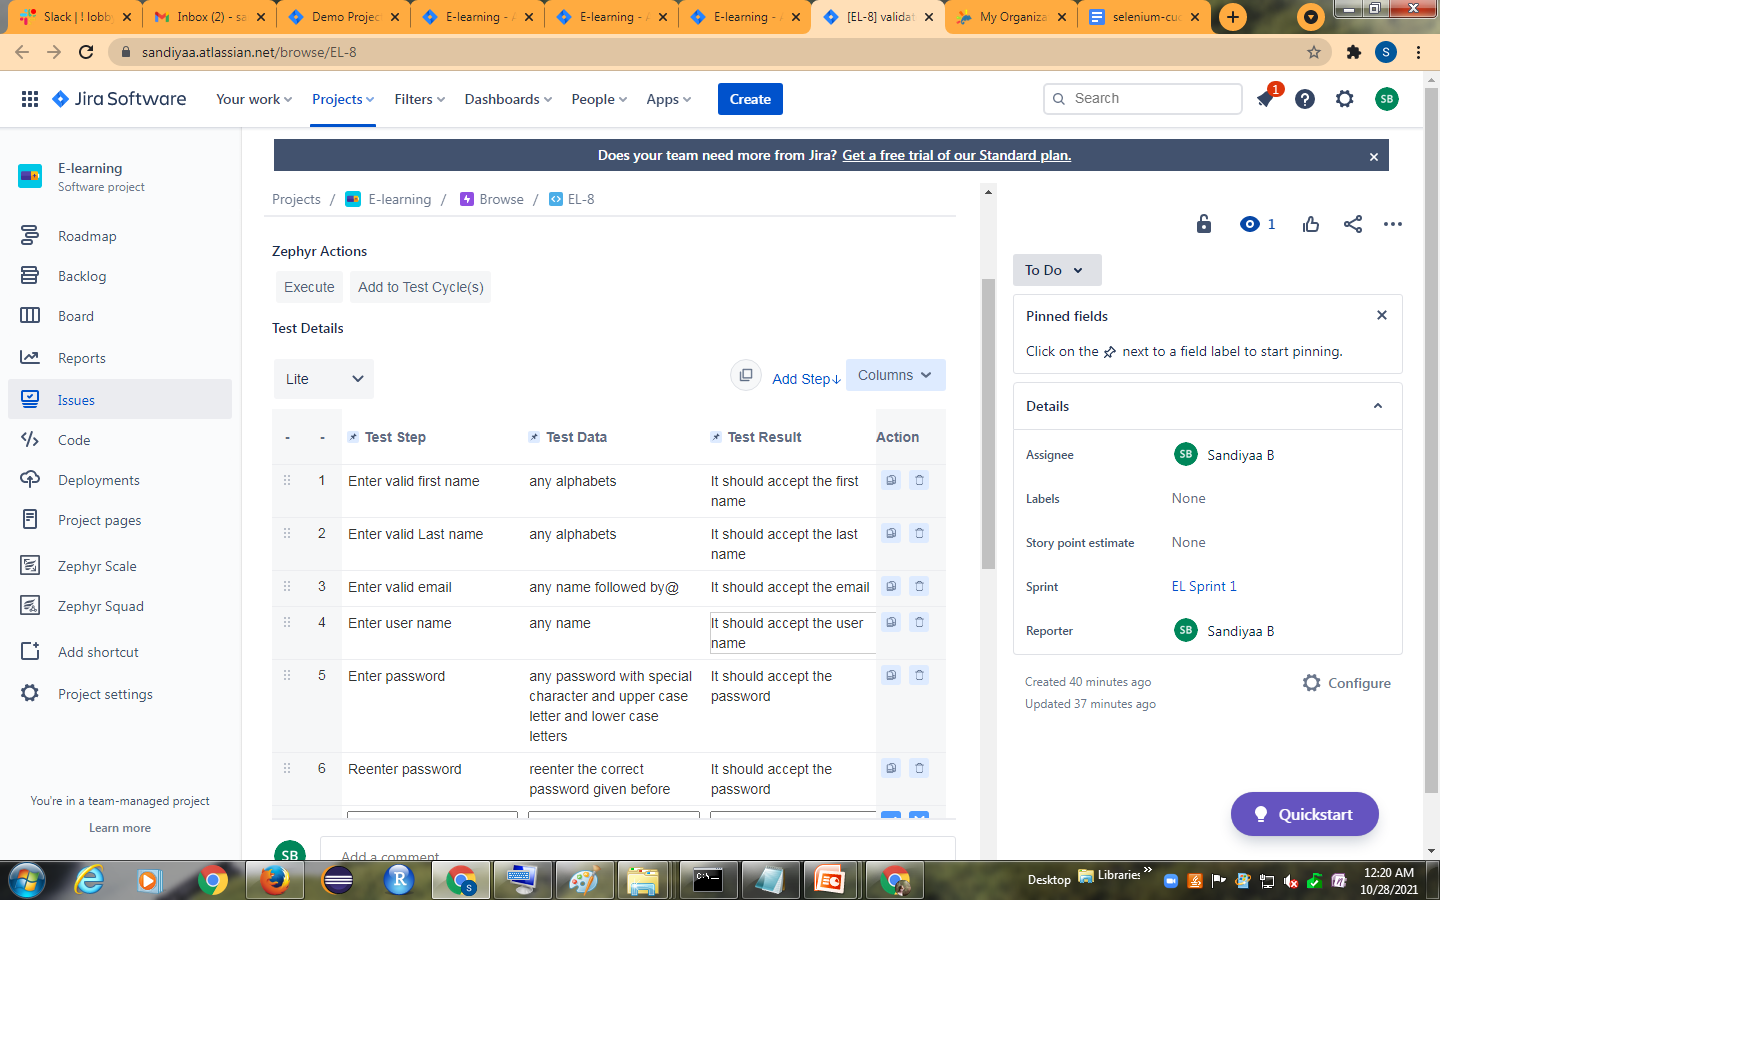 Slack | ! lobby
Inbox (2) - sa
Demo Projec
E-learning - A
E-learning - A
E-learning - A
[EL-8] validat
My Organiza
selenium-cuc
sandiyaa.atlassian.net/browse/EL-8
S
Jira Software
Your work
Projects
Filters
Dashboards
People
Apps
Create
Search
1
SB
Does your team need more from Jira? Get a free trial of our Standard plan.
E-learning
Software project
Roadmap
Backlog
Board
Reports
Issues
Code
Deployments
Project pages
Zephyr Scale
Zephyr Squad
Add shortcut
Project settings
You're in a team-managed project
Learn more
Projects / E-learning / Browse / EL-8
Zephyr Actions
Execute
Add to Test Cycle(s)
Test Details
Lite
Add Step↓
Columns
- - Test Step Test Data Test Result Action
1 Enter valid first name any alphabets It should accept the first
name
2 Enter valid Last name any alphabets It should accept the last
name
3 Enter valid email any name followed by@ It should accept the email
4 Enter user name any name It should accept the user
name
5 Enter password any password with special It should accept the
character and upper case password
letter and lower case
letters
6 Reenter password reenter the correct It should accept the
password given before password
SB
Add a comment
1
To Do
Pinned fields
Click on the next to a field label to start pinning.
Details
Assignee SB Sandiyaa B
Labels None
Story point estimate None
Sprint EL Sprint 1
Reporter SB Sandiyaa B
Created 40 minutes ago
Configure
Updated 37 minutes ago
Quickstart
Desktop
Libraries
12:20 AM
10/28/2021